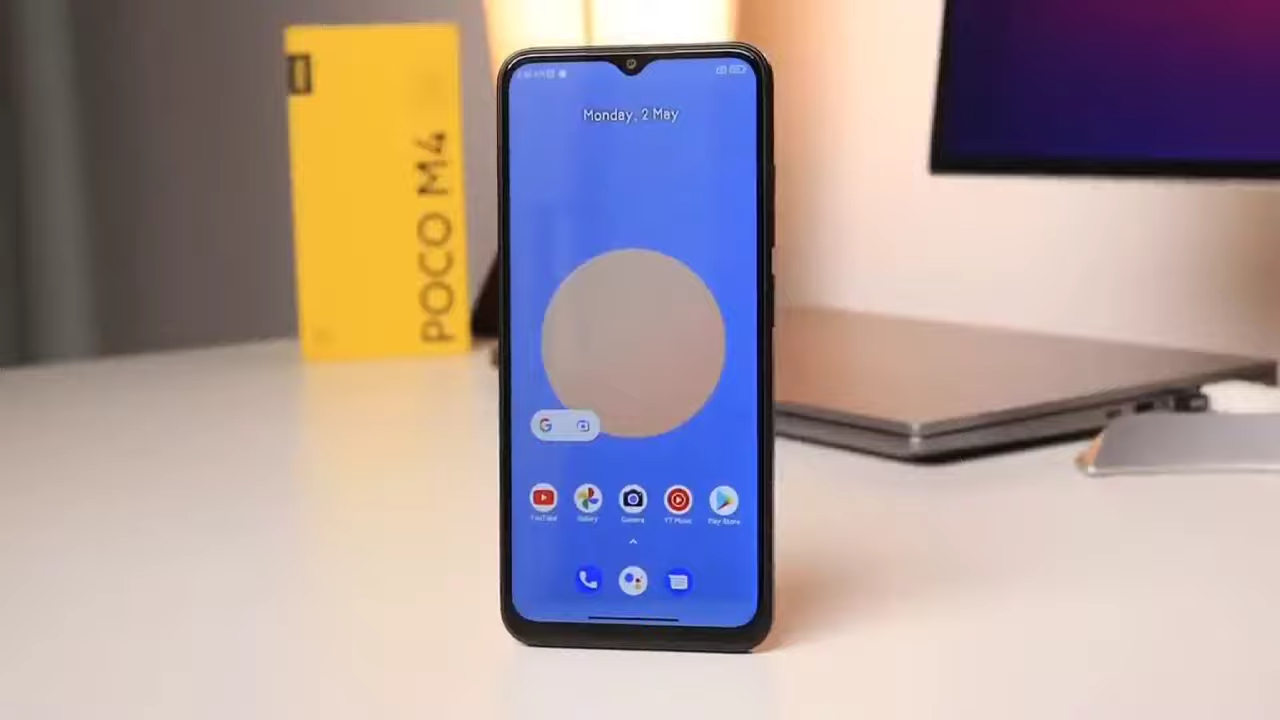 POCO M4
Monday, 2 May
YouTube
Gallery
Camera
YT Music
Play Store